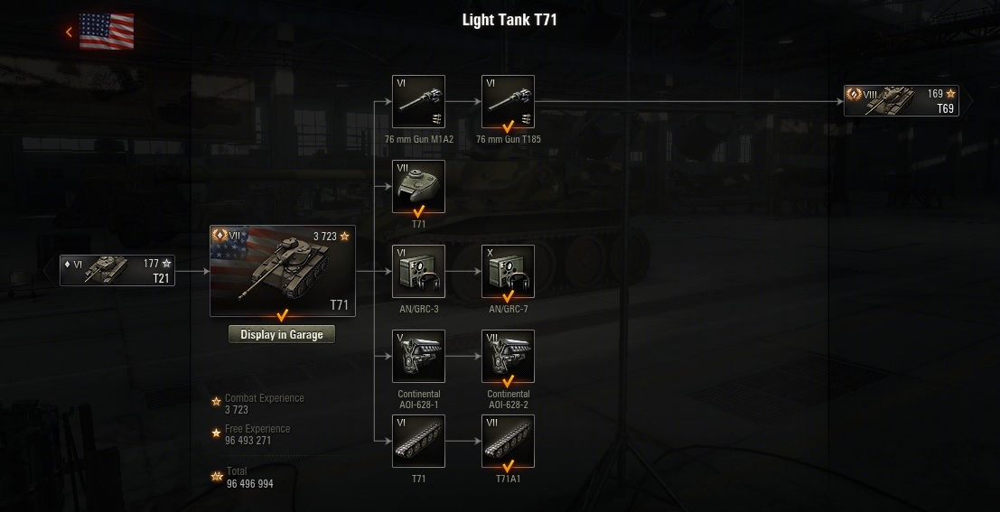 Light Tank T71
VI
VI
76 mm Gun M1A2
76 mm Gun T185
VIII
169
T69
VII
T71
VII
3 723
T71
Display in Garage
VI
177
T21
VI
X
AN/GRC-3
AN/GRC-7
V
VII
Continental
AOI-628-1
Continental
AOI-628-2
VI
VII
T71
T71A1
Combat Experience
3 723
Free Experience
96 493 271
Total
96 496 994